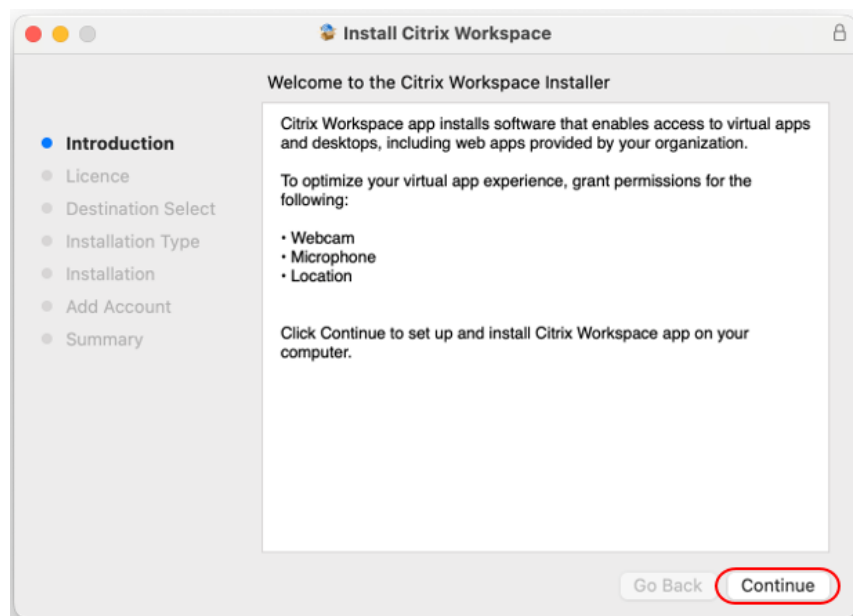 Install Citrix Workspace
Welcome to the Citrix Workspace Installer
Introduction
Licence
Destination Select
Installation Type
Installation
Add Account
Summary
Citrix Workspace app installs software that enables access to virtual apps
and desktops, including web apps provided by your organization.
To optimize your virtual app experience, grant permissions for the
following:
• Webcam
• Microphone
• Location
Click Continue to set up and install Citrix Workspace app on your
computer.
Go Back
Continue